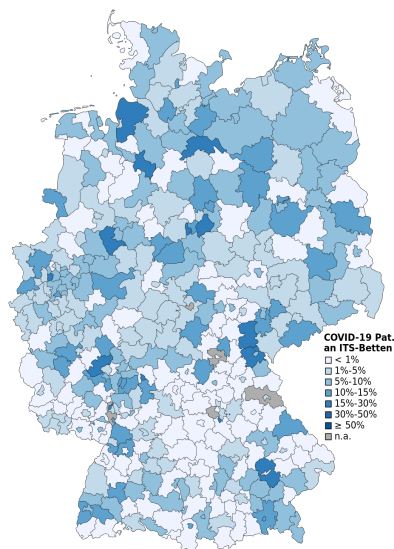 COVID-19 Pat.
an ITS-Betten
< 1%
1%-5%
5%-10%
10%-15%
15%-30%
30%-50%
≥ 50%
n.a.